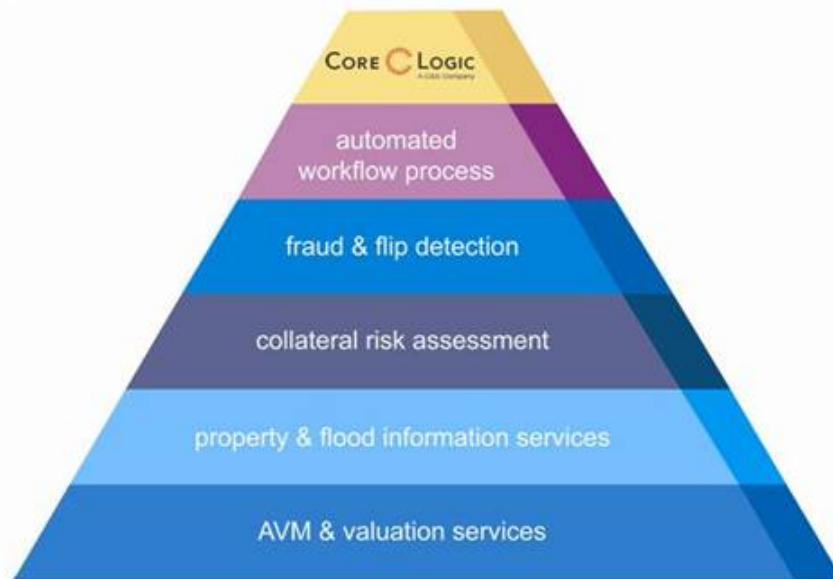 CORE LOGIC
automated
workflow process
fraud & flip detection
collateral risk assessment
property & flood information services
AVM & valuation services